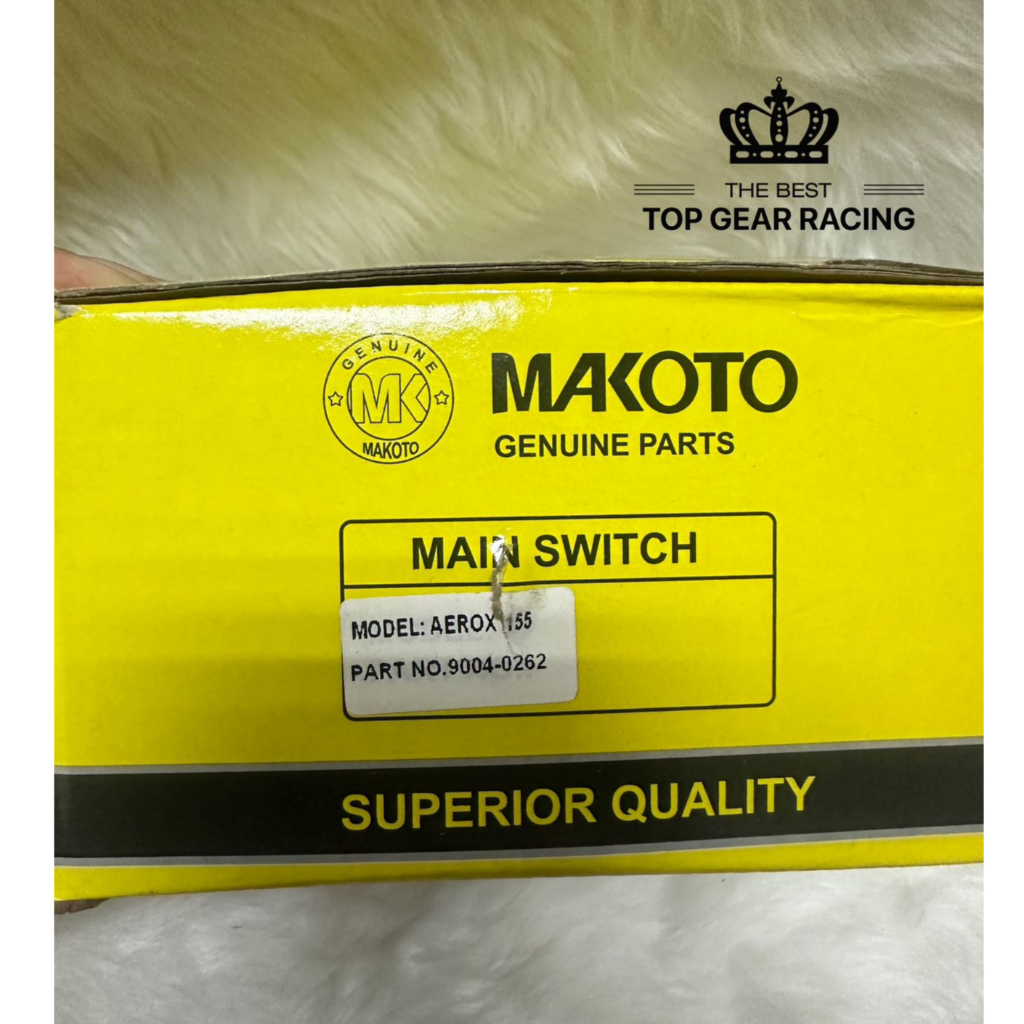 THE BEST
TOP GEAR RACING
GENUINE
MK
MAKOTO
MAKOTO
GENUINE PARTS
MAIN SWITCH
MODEL: AEROX 155
PART NO.9004-0262
SUPERIOR QUALITY